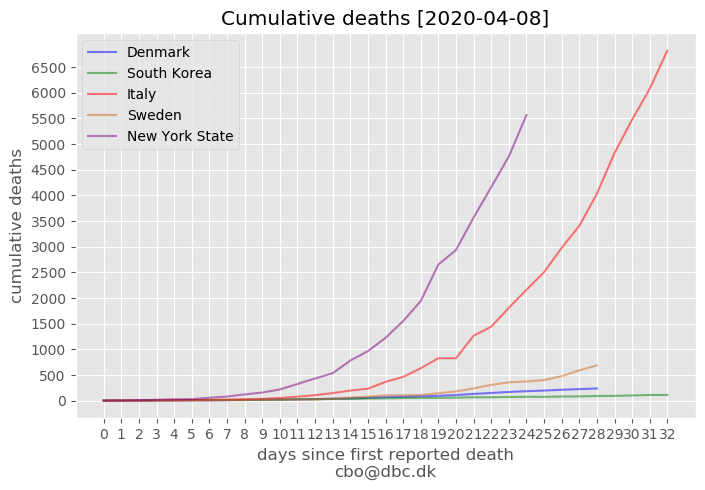 Cumulative deaths [2020-04-08]
Denmark
South Korea
Italy
Sweden
New York State
cumulative deaths
6500
6000
5500
5000
4500
4000
3500
3000
2500
2000
1500
1000
500
0
0 1 2 3 4 5 6 7 8 9 10 11 12 13 14 15 16 17 18 19 20 21 22 23 24 25 26 27 28 29 30 31 32
days since first reported death
cbo@dbc.dk